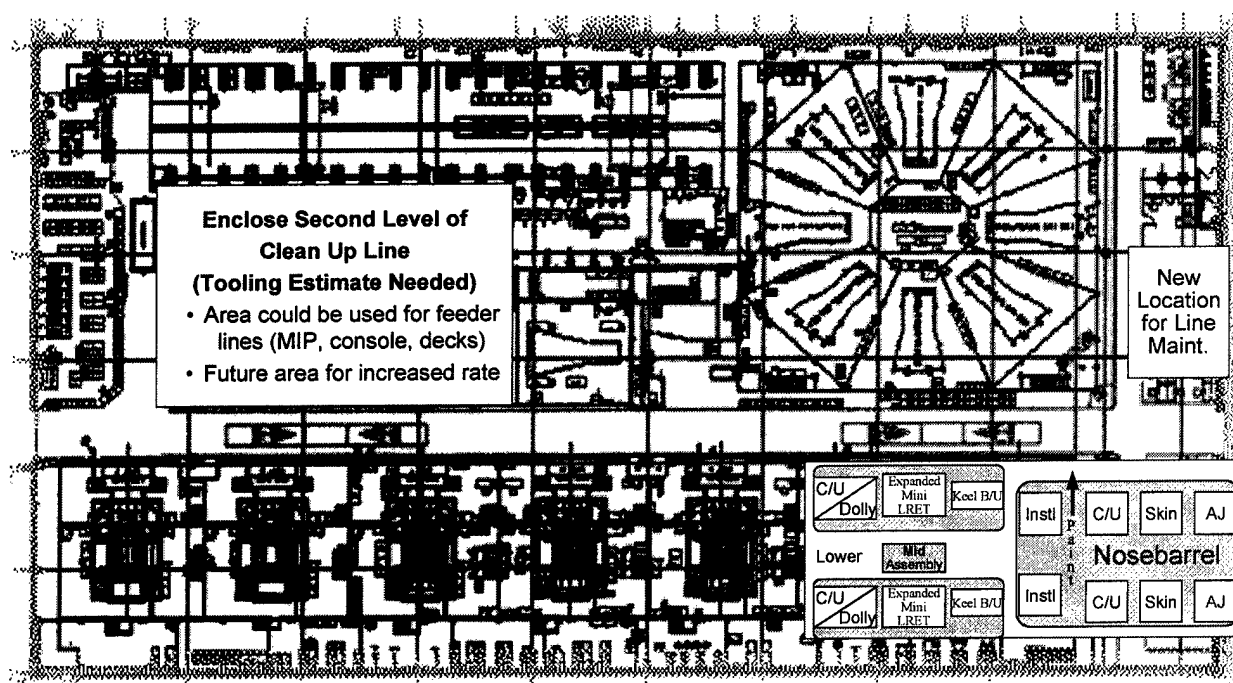 Enclose Second Level of
Clean Up Line
(Tooling Estimate Needed)
• Area could be used for feeder
lines (MIP, console, decks)
• Future area for increased rate
New
Location
for Line
Maint.
C/U
Dolly
Expanded
Mini
LRET
Keel B/U
Lower
Mid
Assembly
C/U
Dolly
Expanded
Mini
LRET
Keel B/U
Instl
Paint
C/U
Skin
AJ
Nosebarrel
Instl
C/U
Skin
AJ